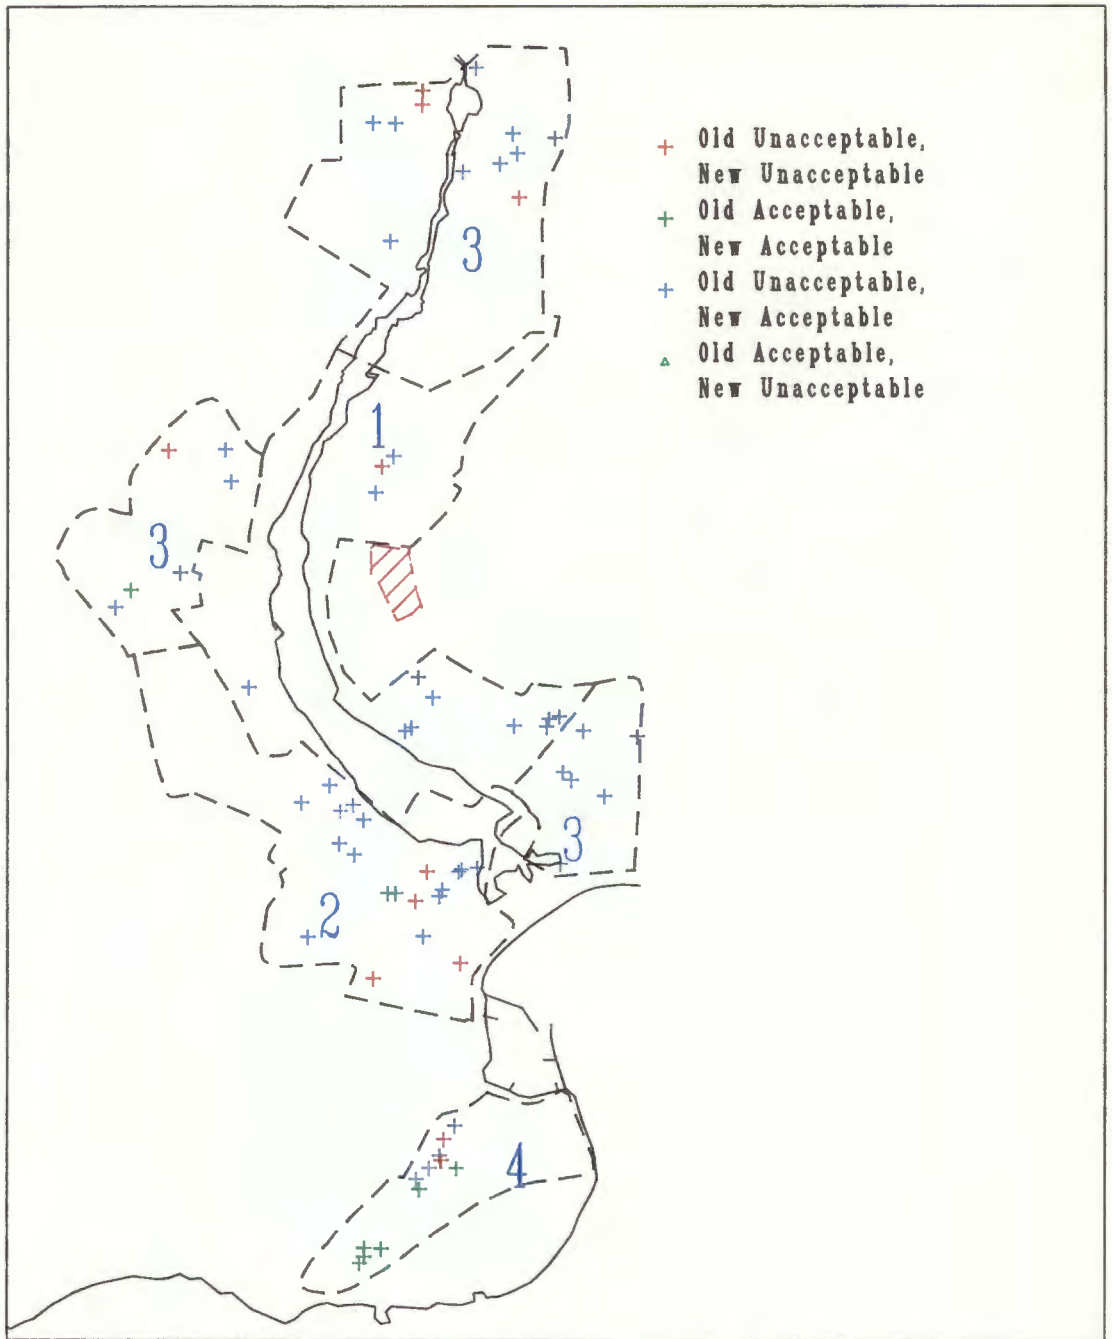 Old Unacceptable,
New Unacceptable
Old Acceptable,
New Acceptable
Old Unacceptable,
New Acceptable
Old Acceptable,
New Unacceptable
3
1
3
3
2
4